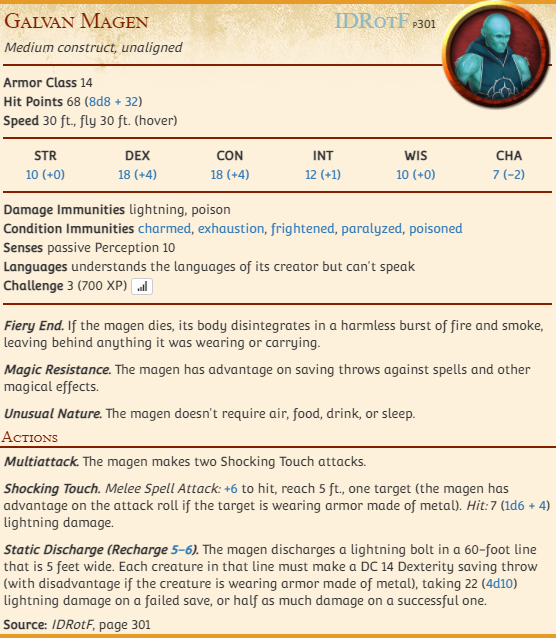 Galvan Magen
IDRotF p301
Medium construct, unaligned
Armor Class 14
Hit Points 68 (8d8 + 32)
Speed 30 ft., fly 30 ft. (hover)
STR DEX CON INT WIS CHA
10 (+0) 18 (+4) 18 (+4) 12 (+1) 10 (+0) 7 (−2)
Damage Immunities lightning, poison
Condition Immunities charmed, exhaustion, frightened, paralyzed, poisoned
Senses passive Perception 10
Languages understands the languages of its creator but can't speak
Challenge 3 (700 XP)
Fiery End. If the magen dies, its body disintegrates in a harmless burst of fire and smoke,
leaving behind anything it was wearing or carrying.
Magic Resistance. The magen has advantage on saving throws against spells and other
magical effects.
Unusual Nature. The magen doesn't require air, food, drink, or sleep.
Actions
Multiattack. The magen makes two Shocking Touch attacks.
Shocking Touch. Melee Spell Attack: +6 to hit, reach 5 ft., one target (the magen has
advantage on the attack roll if the target is wearing armor made of metal). Hit: 7 (1d6 + 4)
lightning damage.
Static Discharge (Recharge 5–6). The magen discharges a lightning bolt in a 60-foot line
that is 5 feet wide. Each creature in that line must make a DC 14 Dexterity saving throw
(with disadvantage if the creature is wearing armor made of metal), taking 22 (4d10)
lightning damage on a failed save, or half as much damage on a successful one.
Source: IDRotF, page 301